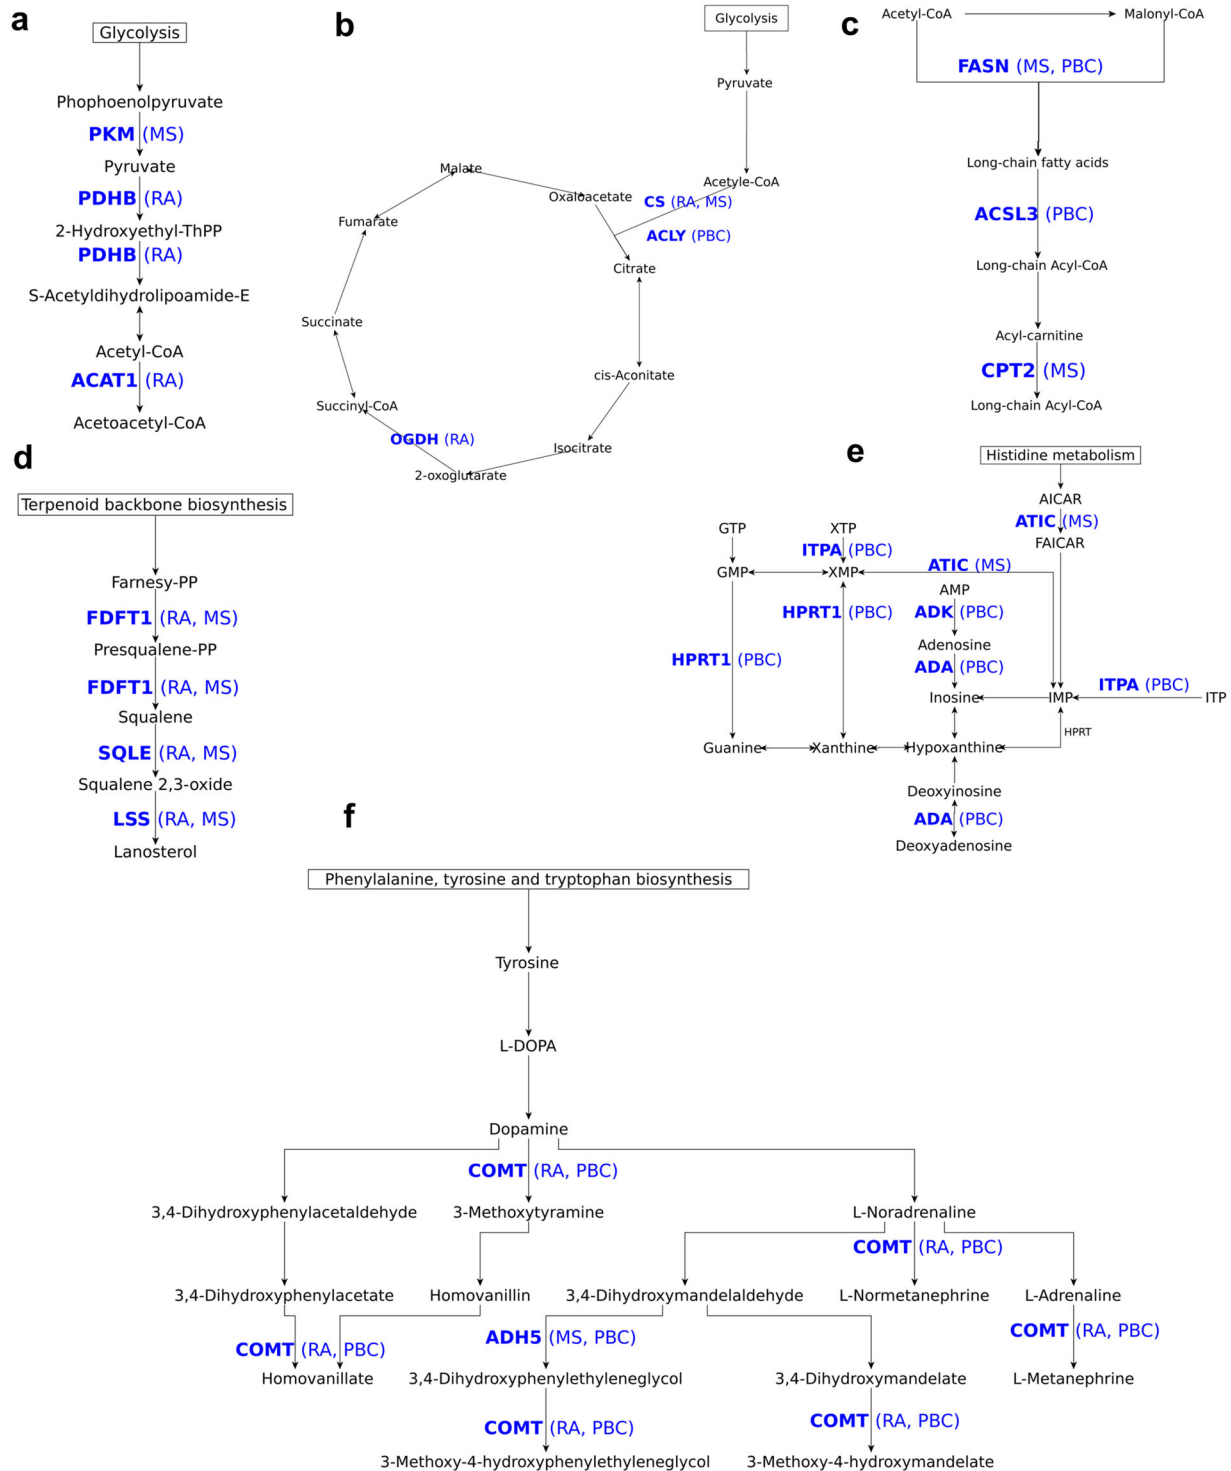 a
Glycolysis
Phophoenolpyruvate
PKM (MS)
Pyruvate
PDHB (RA)
2-Hydroxyethyl-ThPP
PDHB (RA)
S-Acetyldihydrolipoamide-E
Acetyl-CoA
ACAT1 (RA)
Acetoacetyl-CoA
b
Glycolysis
Pyruvate
Acetyle-CoA
Malate
Oxaloacetate
CS (RA, MS)
ACLY (PBC)
Fumarate
Citrate
Succinate
cis-Aconitate
Succinyl-CoA
OGDH (RA)
Isocitrate
2-oxoglutarate
c
Acetyl-CoA
Malonyl-CoA
FASN (MS, PBC)
Long-chain fatty acids
ACSL3 (PBC)
Long-chain Acyl-CoA
Acyl-carnitine
CPT2 (MS)
Long-chain Acyl-CoA
d
Terpenoid backbone biosynthesis
Farnesy-PP
FDFT1 (RA, MS)
Presqualene-PP
FDFT1 (RA, MS)
Squalene
SQLE (RA, MS)
Squalene 2,3-oxide
LSS (RA, MS)
Lanosterol
e
Histidine metabolism
AICAR
ATIC (MS)
FAICAR
GTP
XTP
ITPA (PBC)
ATIC (MS)
GMP
XMP
AMP
HPRT1 (PBC)
ADK (PBC)
Adenosine
HPRT1 (PBC)
ADA (PBC)
ITPA (PBC)
Inosine
IMP
ITP
HPRT
Guanine
Xanthine
Hypoxanthine
Deoxyinosine
ADA (PBC)
Deoxyadenosine
f
Phenylalanine, tyrosine and tryptophan biosynthesis
Tyrosine
L-DOPA
Dopamine
COMT (RA, PBC)
3,4-Dihydroxyphenylacetaldehyde
3-Methoxytyramine
L-Noradrenaline
COMT (RA, PBC)
3,4-Dihydroxyphenylacetate
Homovanillin
3,4-Dihydroxymandelaldehyde
L-Normetanephrine
L-Adrenaline
COMT (RA, PBC)
ADH5 (MS, PBC)
COMT (RA, PBC)
Homovanillate
3,4-Dihydroxyphenylethyleneglycol
3,4-Dihydroxymandelate
L-Metanephrine
COMT (RA, PBC)
COMT (RA, PBC)
3-Methoxy-4-hydroxyphenylethyleneglycol
3-Methoxy-4-hydroxymandelate